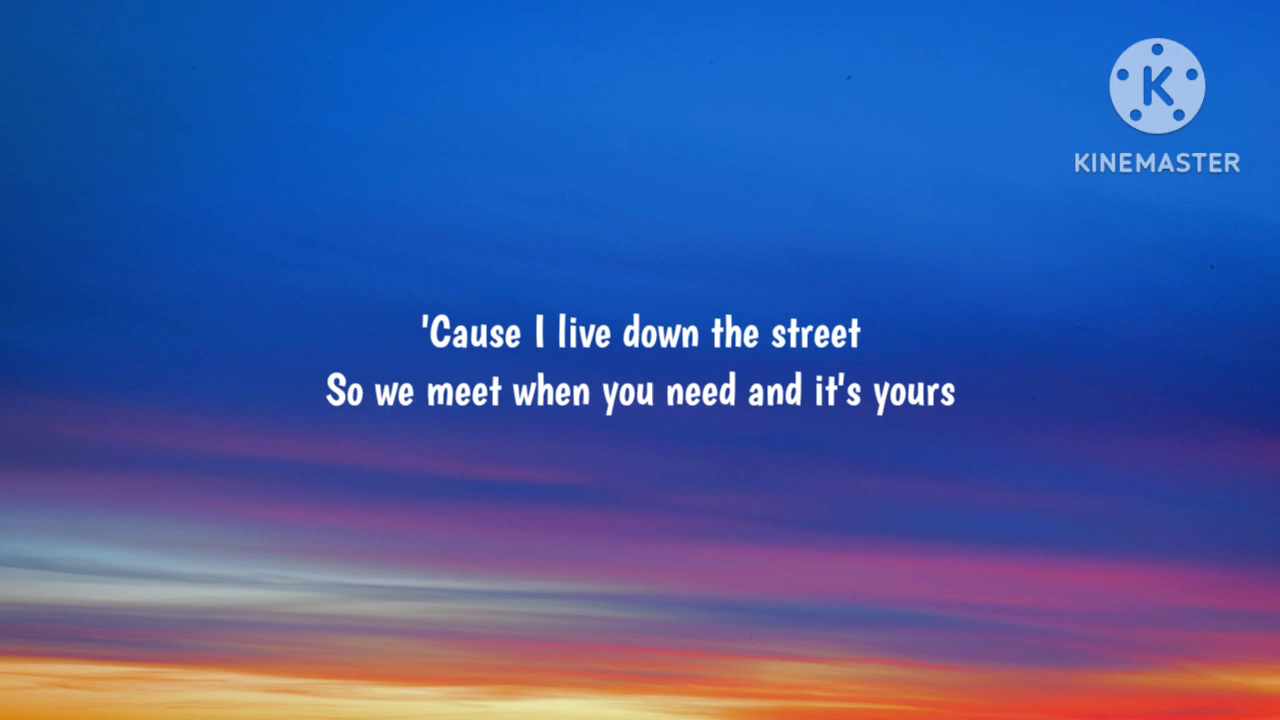 KINEMASTER
'Cause I live down the street
So we meet when you need and it's yours